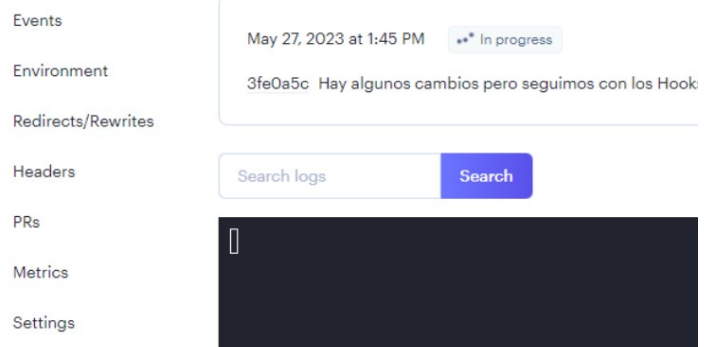 Events
Environment
Redirects/Rewrites
Headers
PRs
Metrics
Settings
May 27, 2023 at 1:45 PM In progress
3fe0a5c Hay algunos cambios pero seguimos con los Hooks
Search logs Search